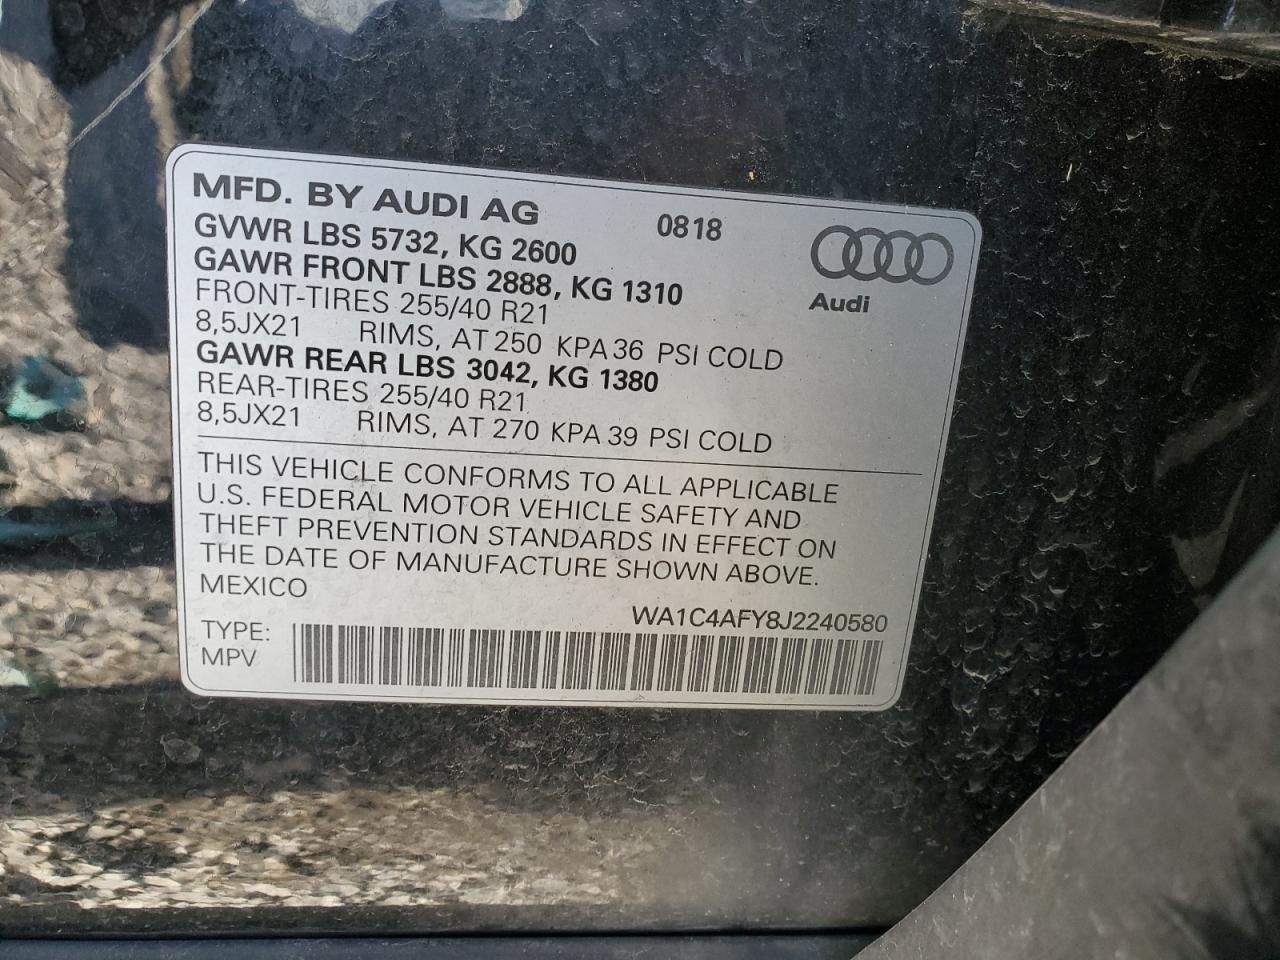 MFD. BY AUDI AG 0818
GVWR LBS 5732, KG 2600
GAWR FRONT LBS 2888, KG 1310
Audi
FRONT-TIRES 255/40 R21
8,5JX21 RIMS, AT 250 KPA 36 PSI COLD
GAWR REAR LBS 3042, KG 1380
REAR-TIRES 255/40 R21
8,5JX21 RIMS, AT 270 KPA 39 PSI COLD
THIS VEHICLE CONFORMS TO ALL APPLICABLE
U.S. FEDERAL MOTOR VEHICLE SAFETY AND
THEFT PREVENTION STANDARDS IN EFFECT ON
THE DATE OF MANUFACTURE SHOWN ABOVE.
MEXICO
WA1C4AFY8J2240580
TYPE:
MPV